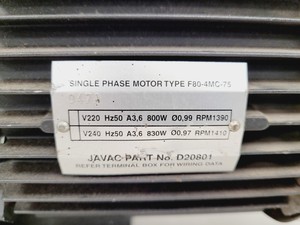 SINGLE PHASE MOTOR TYPE F80-4MC-75
V220 Hz50 A3,6 800W Ø0,99 RPM1390
V240 Hz50 A3,6 830W Ø0,97 RPM1410
JAVAC PART No. D20801
REFER TERMINAL BOX FOR WIRING DATA